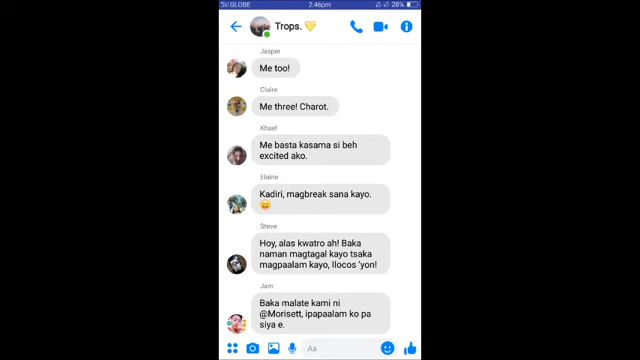 GLOBE 2:46pm 28%
Trops. 💛
Jasper
Me too!
Claire
Me three! Charot.
Khael
Me basta kasama si beh
excited ako.
Elaine
Kadiri, magbreak sana kayo.
😄
Steve
Hoy, alas kwatro ah! Baka
naman magtagal kayo tsaka
magpaalam kayo, Ilocos 'yon!
Jam
Baka malate kami ni
@Morisett, ipapaalam ko pa
siya e.
Aa